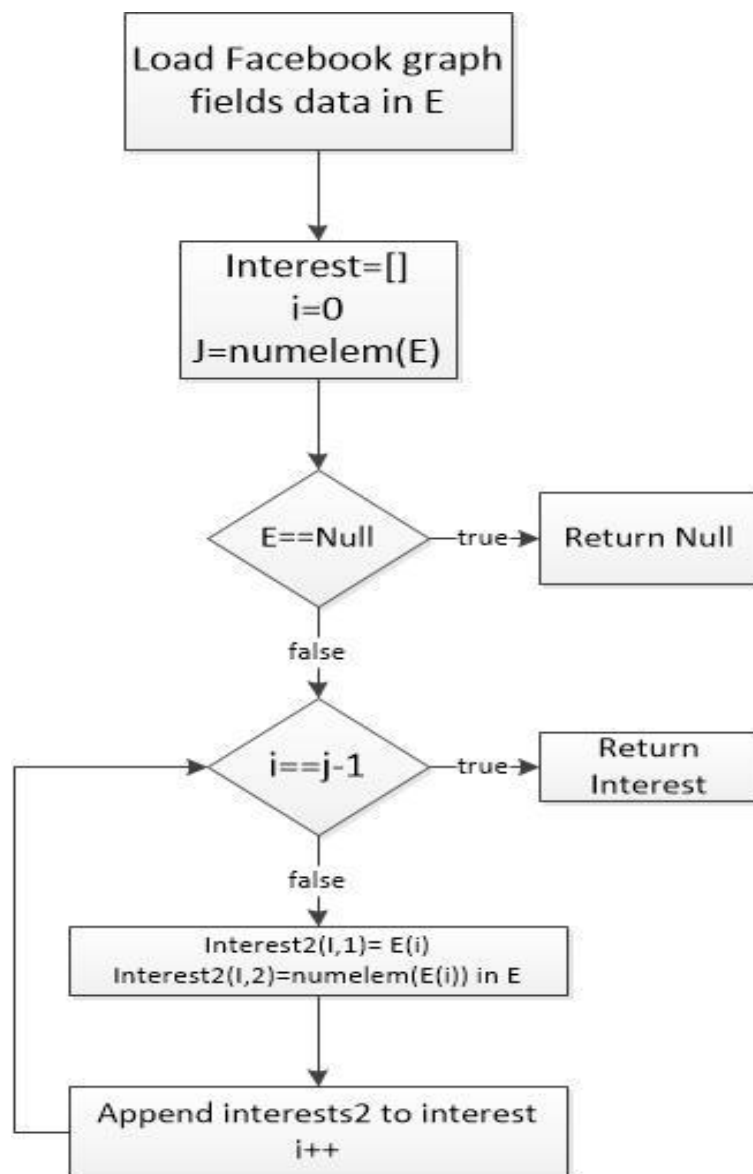 Load Facebook graph
fields data in E
Interest=[]
i=0
J=numelem(E)
E==Null
true
Return Null
false
i==j-1
true
Return
Interest
false
Interest2(I,1)= E(i)
Interest2(I,2)=numelem(E(i)) in E
Append interests2 to interest
i++